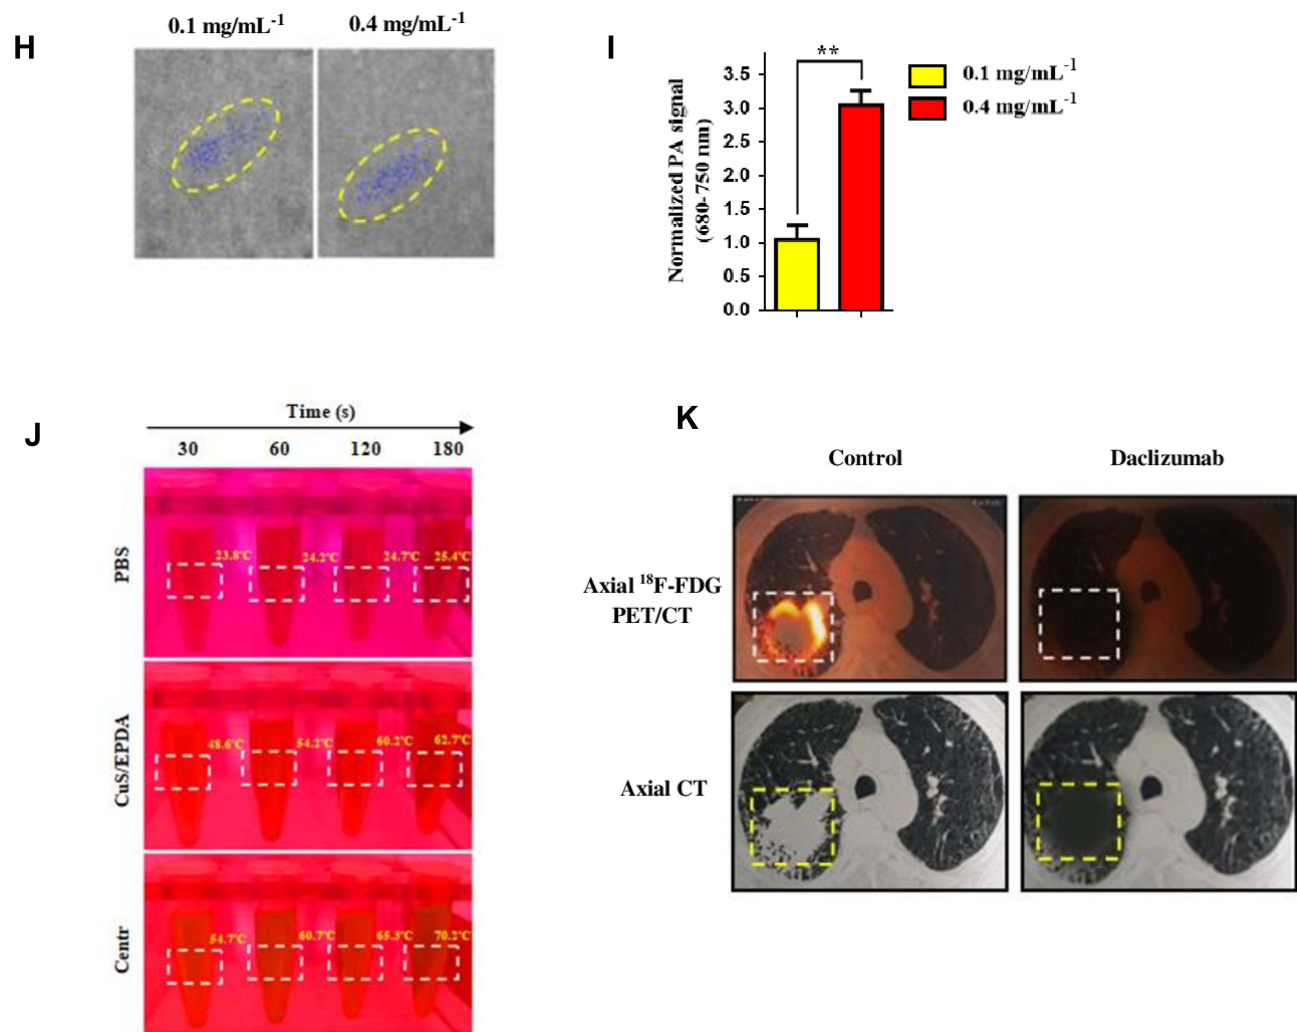 H
0.1 mg/mL-1
0.4 mg/mL-1
I
**
Normalized PA signal
(680-750 nm)
3.5
3.0
2.5
2.0
1.5
1.0
0.5
0.0
0.1 mg/mL-1
0.4 mg/mL-1
J
Time (s)
30 60 120 180
PBS
23.8°C 24.2°C 24.7°C 25.4°C
CuS/EPDA
48.6°C 54.2°C 60.2°C 62.7°C
Centr
54.7°C 60.7°C 65.3°C 70.2°C
K
Control
Daclizumab
Axial 18F-FDG
PET/CT
Axial CT